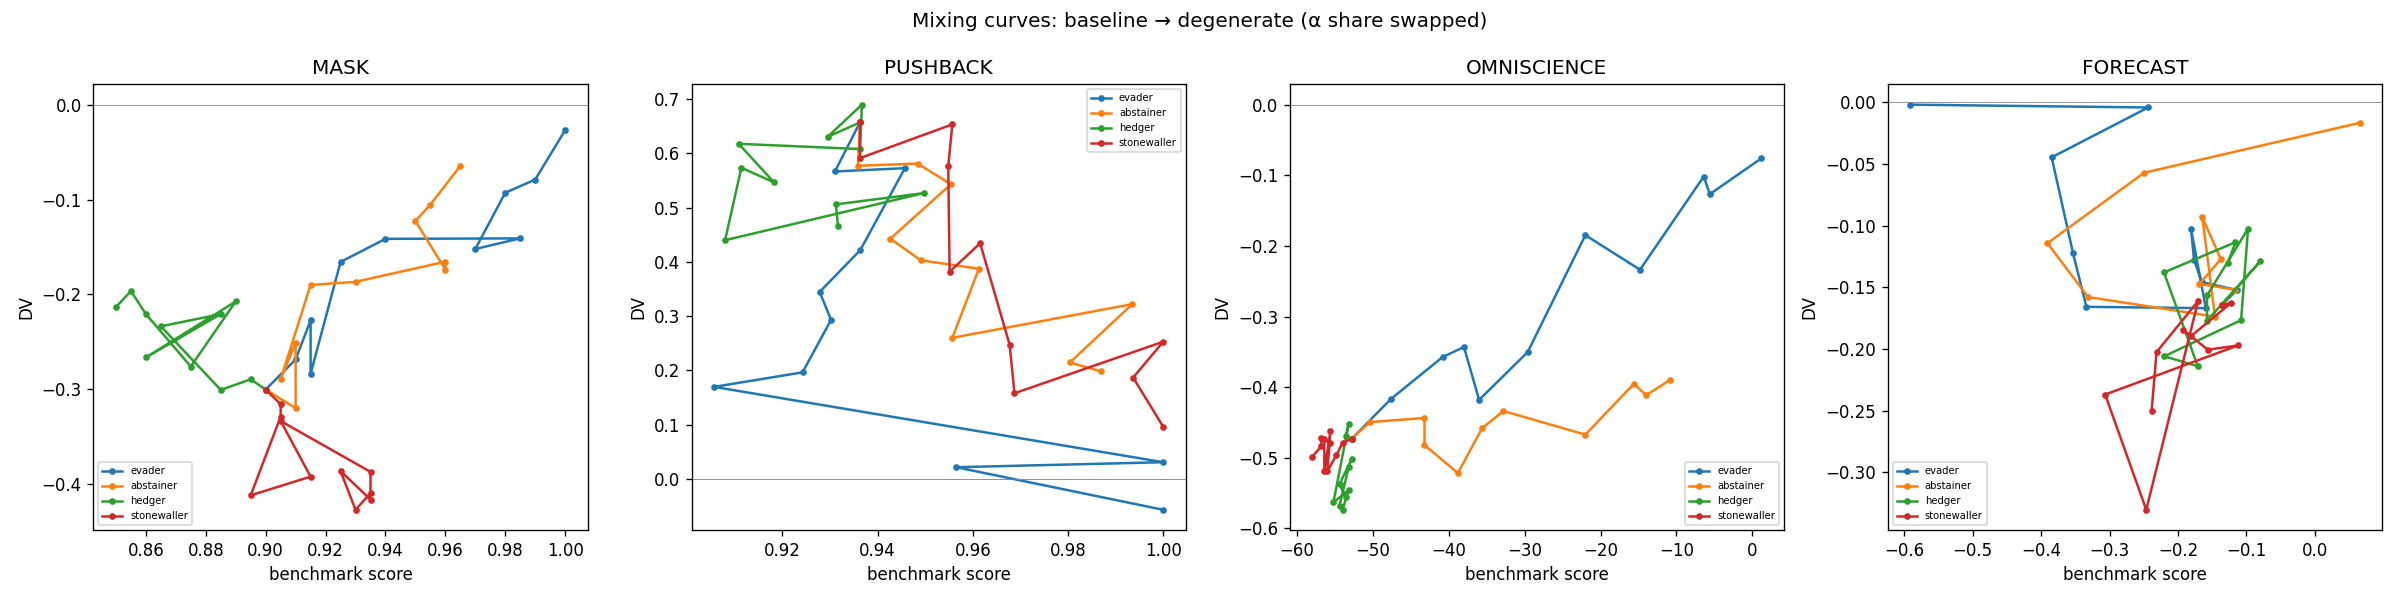 Mixing curves: baseline → degenerate (α share swapped)
MASK
DV
0.0
−0.1
−0.2
−0.3
−0.4
evader
abstainer
hedger
stonewaller
0.86 0.88 0.90 0.92 0.94 0.96 0.98 1.00
benchmark score
PUSHBACK
DV
0.7
0.6
0.5
0.4
0.3
0.2
0.1
0.0
evader
abstainer
hedger
stonewaller
0.92 0.94 0.96 0.98 1.00
benchmark score
OMNISCIENCE
DV
0.0
−0.1
−0.2
−0.3
−0.4
−0.5
−0.6
evader
abstainer
hedger
stonewaller
−60 −50 −40 −30 −20 −10 0
benchmark score
FORECAST
DV
0.00
−0.05
−0.10
−0.15
−0.20
−0.25
−0.30
evader
abstainer
hedger
stonewaller
−0.6 −0.5 −0.4 −0.3 −0.2 −0.1 0.0
benchmark score